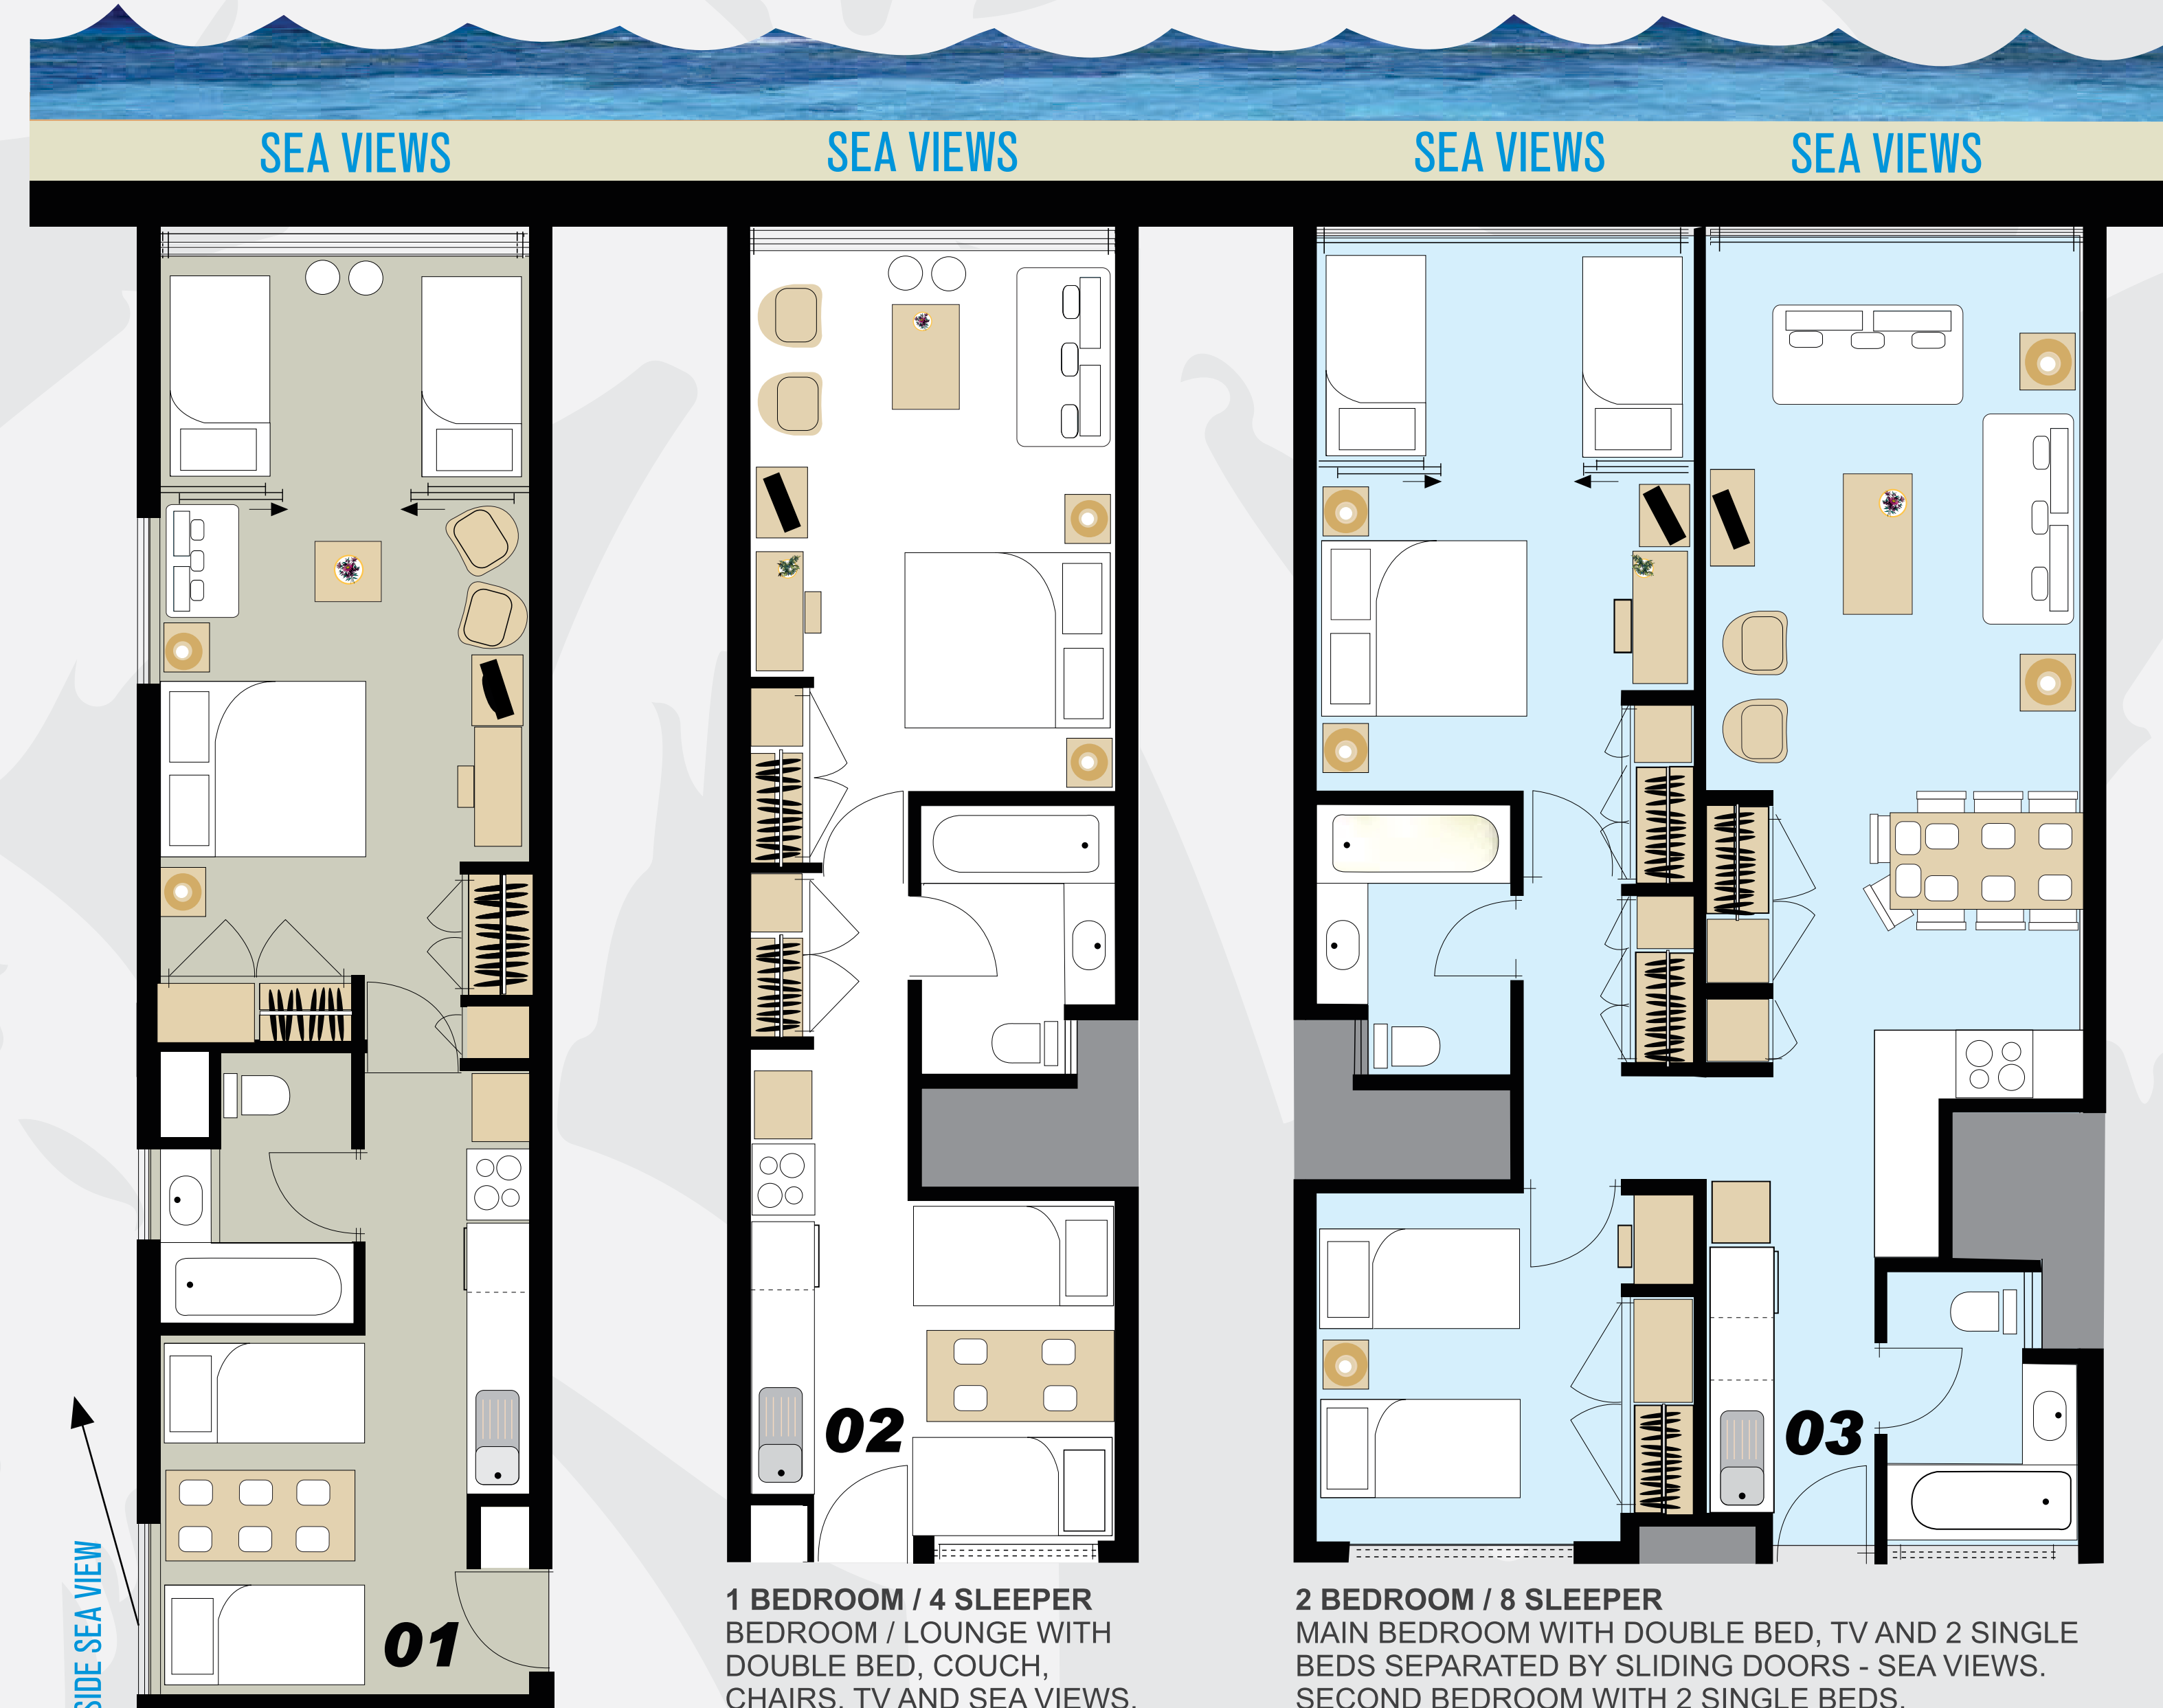 SEA VIEWS
SEA VIEWS
SEA VIEWS
SEA VIEWS
SIDE SEA VIEW
01
02
03
1 BEDROOM / 4 SLEEPER
BEDROOM / LOUNGE WITH
DOUBLE BED, COUCH,
CHAIRS, TV AND SEA VIEWS.
2 BEDROOM / 8 SLEEPER
MAIN BEDROOM WITH DOUBLE BED, TV AND 2 SINGLE
BEDS SEPARATED BY SLIDING DOORS - SEA VIEWS.
SECOND BEDROOM WITH 2 SINGLE BEDS.